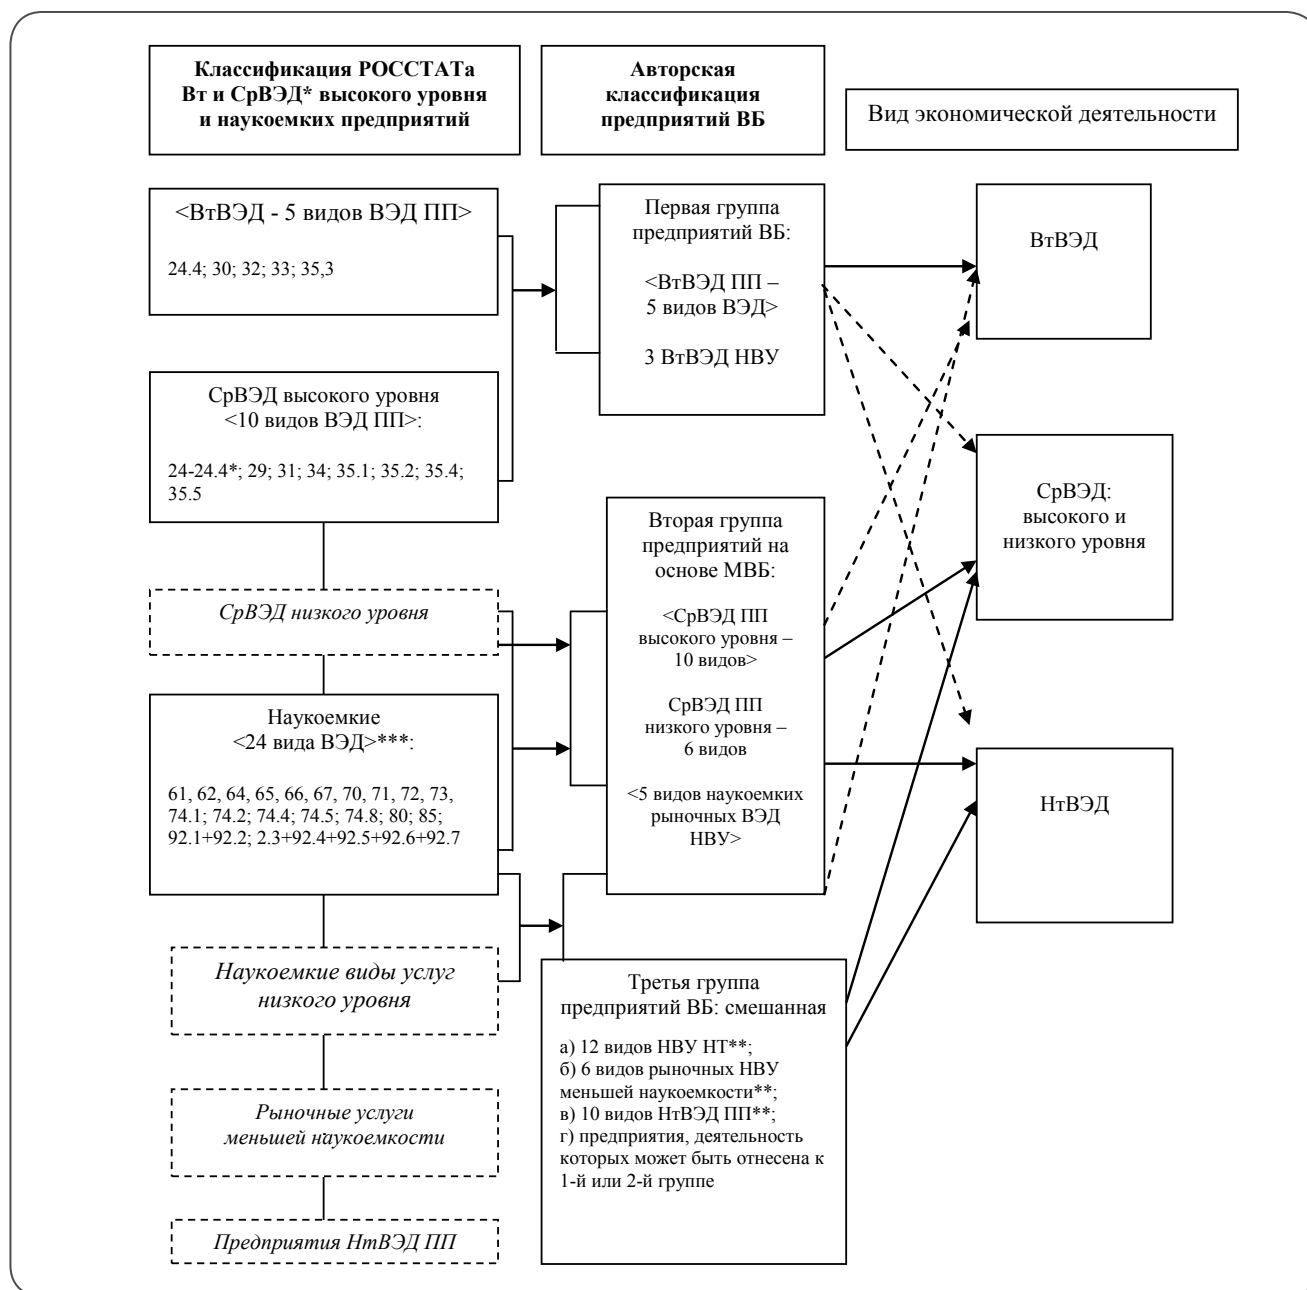 Классификация РОССТАТа
Вт и СрВЭД* высокого уровня
и наукоемких предприятий
Авторская
классификация
предприятий ВБ
Вид экономической деятельности
<ВтВЭД - 5 видов ВЭД ПП>
24.4; 30; 32; 33; 35,3
СрВЭД высокого уровня
<10 видов ВЭД ПП>:
24-24.4*; 29; 31; 34; 35.1; 35.2; 35.4;
35.5
СрВЭД низкого уровня
Наукоемкие
<24 вида ВЭД>***:
61, 62, 64, 65, 66, 67, 70, 71, 72, 73,
74.1; 74.2; 74.4; 74.5; 74.8; 80; 85;
92.1+92.2; 2.3+92.4+92.5+92.6+92.7
Наукоемкие виды услуг
низкого уровня
Рыночные услуги
меньшей наукоемкости
Предприятия НтВЭД ПП
Первая группа
предприятий ВБ:
<ВтВЭД ПП –
5 видов ВЭД>
3 ВтВЭД НВУ
Вторая группа
предприятий на
основе МВБ:
<СрВЭД ПП
высокого уровня –
10 видов>
СрВЭД ПП
низкого уровня –
6 видов
<5 видов наукоемких
рыночных ВЭД
НВУ>
Третья группа
предприятий ВБ: смешанная
а) 12 видов НВУ НТ**;
б) 6 видов рыночных НВУ
меньшей наукоемкости**;
в) 10 видов НтВЭД ПП**;
г) предприятия, деятельность
которых может быть отнесена к
1-й или 2-й группе
ВтВЭД
СрВЭД:
высокого и
низкого уровня
НтВЭД